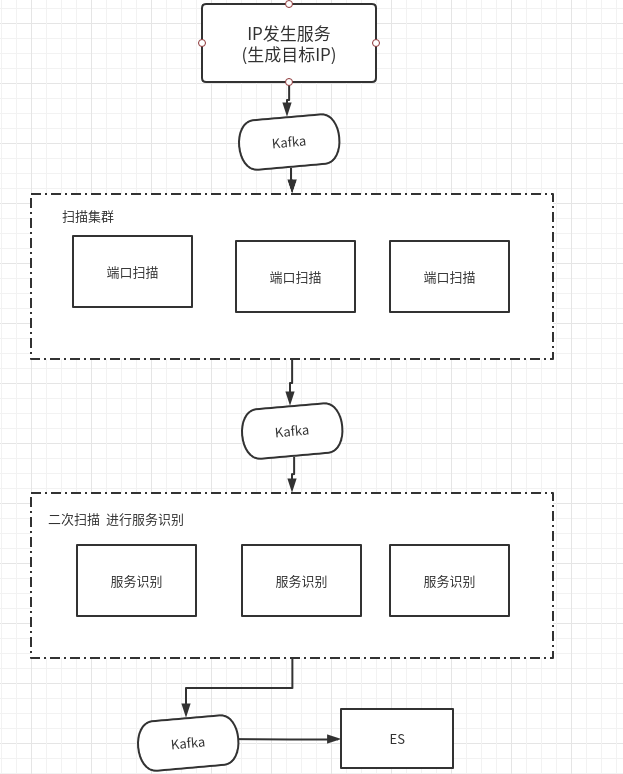 IP发生服务
(生成目标IP)
Kafka
扫描集群
端口扫描
端口扫描
端口扫描
Kafka
二次扫描 进行服务识别
服务识别
服务识别
服务识别
Kafka
ES